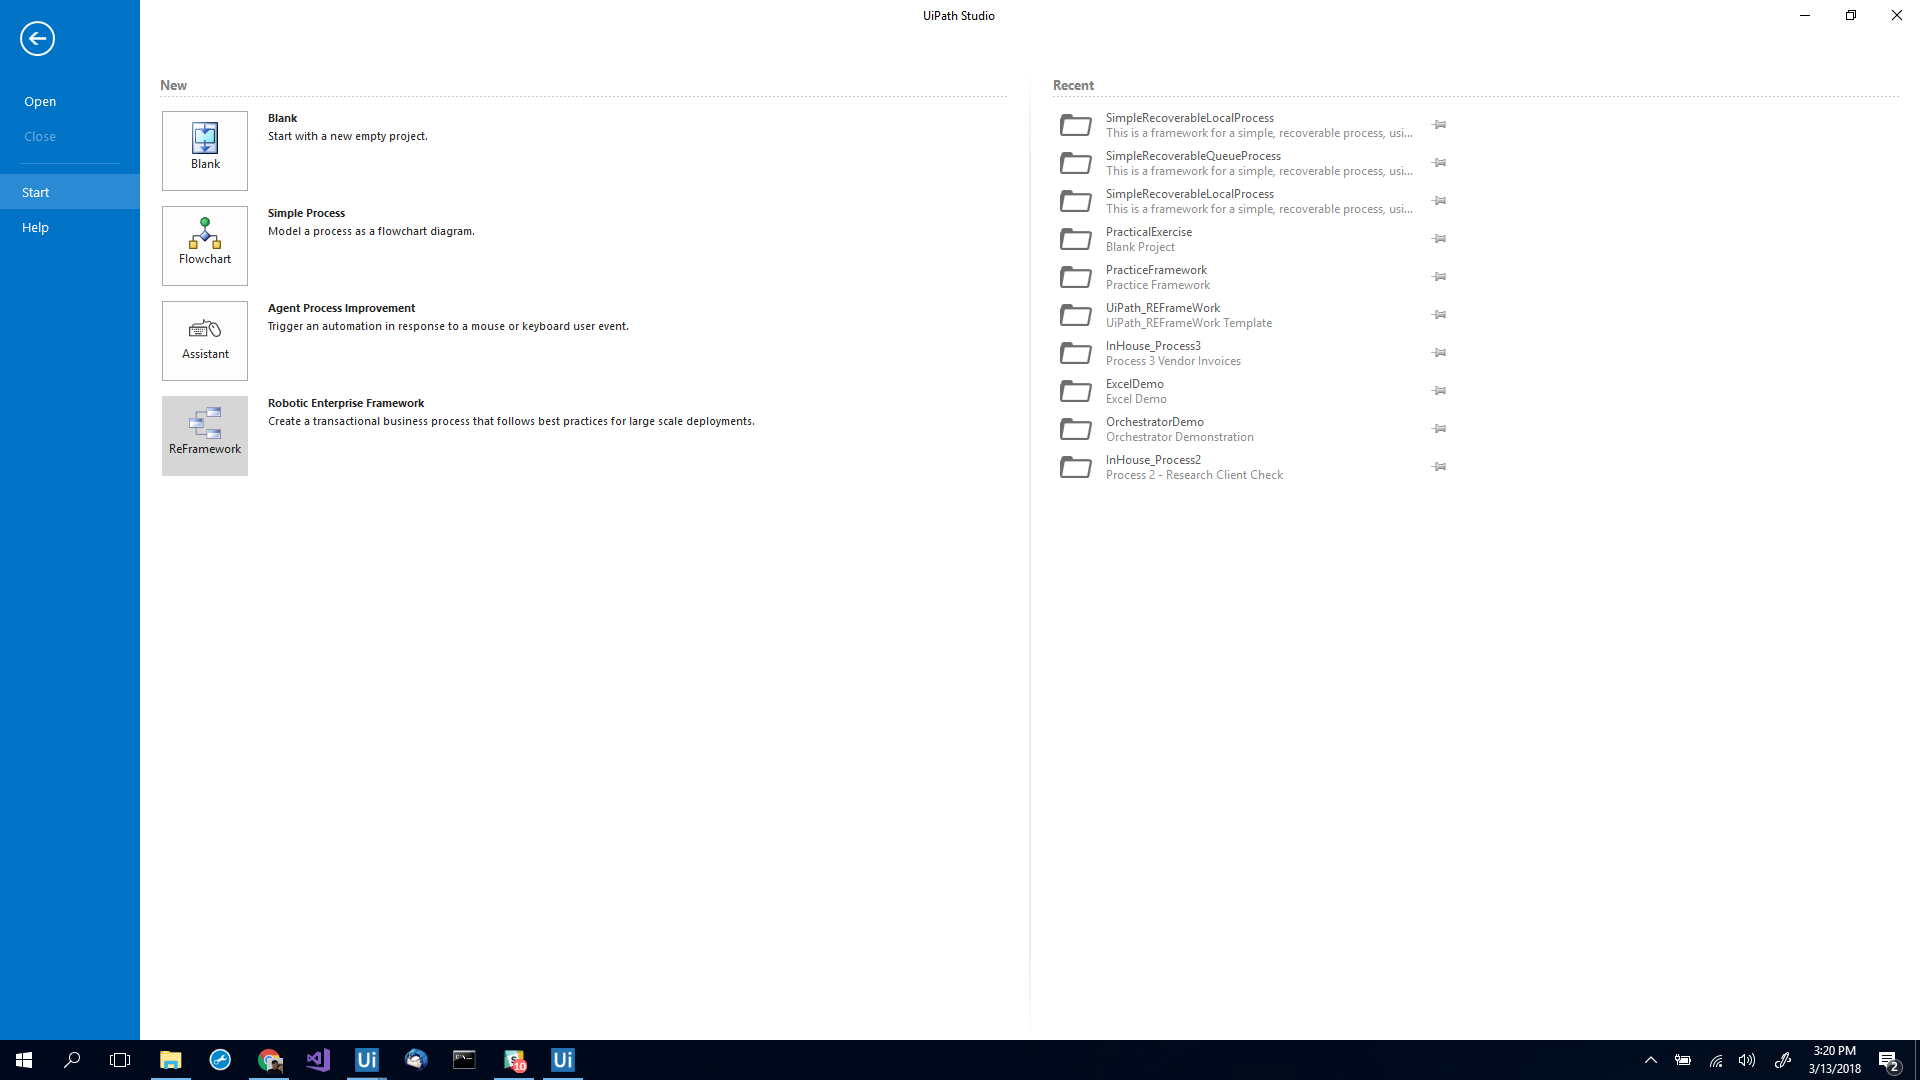 UiPath Studio
Open
Close
Start
Help
New
Blank
Blank
Start with a new empty project.
Flowchart
Simple Process
Model a process as a flowchart diagram.
Assistant
Agent Process Improvement
Trigger an automation in response to a mouse or keyboard user event.
ReFramework
Robotic Enterprise Framework
Create a transactional business process that follows best practices for large scale deployments.
Recent
SimpleRecoverableLocalProcess
This is a framework for a simple, recoverable process, usi...
SimpleRecoverableQueueProcess
This is a framework for a simple, recoverable process, usi...
SimpleRecoverableLocalProcess
This is a framework for a simple, recoverable process, usi...
PracticalExercise
Blank Project
PracticeFramework
Practice Framework
UiPath_REFrameWork
UiPath_REFrameWork Template
InHouse_Process3
Process 3 Vendor Invoices
ExcelDemo
Excel Demo
OrchestratorDemo
Orchestrator Demonstration
InHouse_Process2
Process 2 - Research Client Check
Ui
10
Ui
3:20 PM
3/13/2018
2